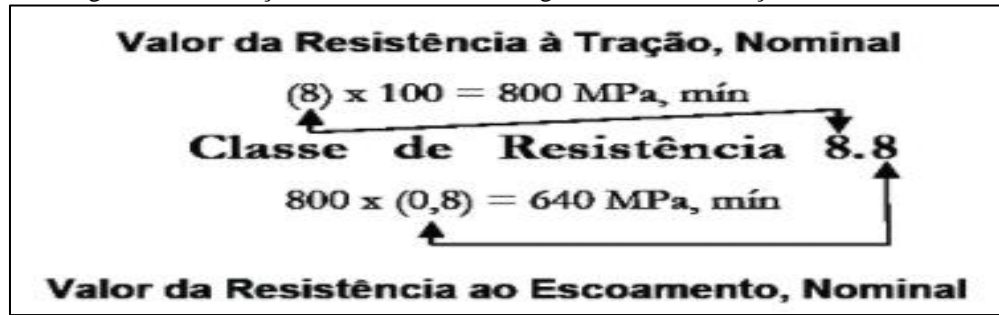 Valor da Resistência à Tração, Nominal
(8) x 100 = 800 MPa, mín
Classe de Resistência 8.8
800 x (0,8) = 640 MPa, mín
Valor da Resistência ao Escoamento, Nominal